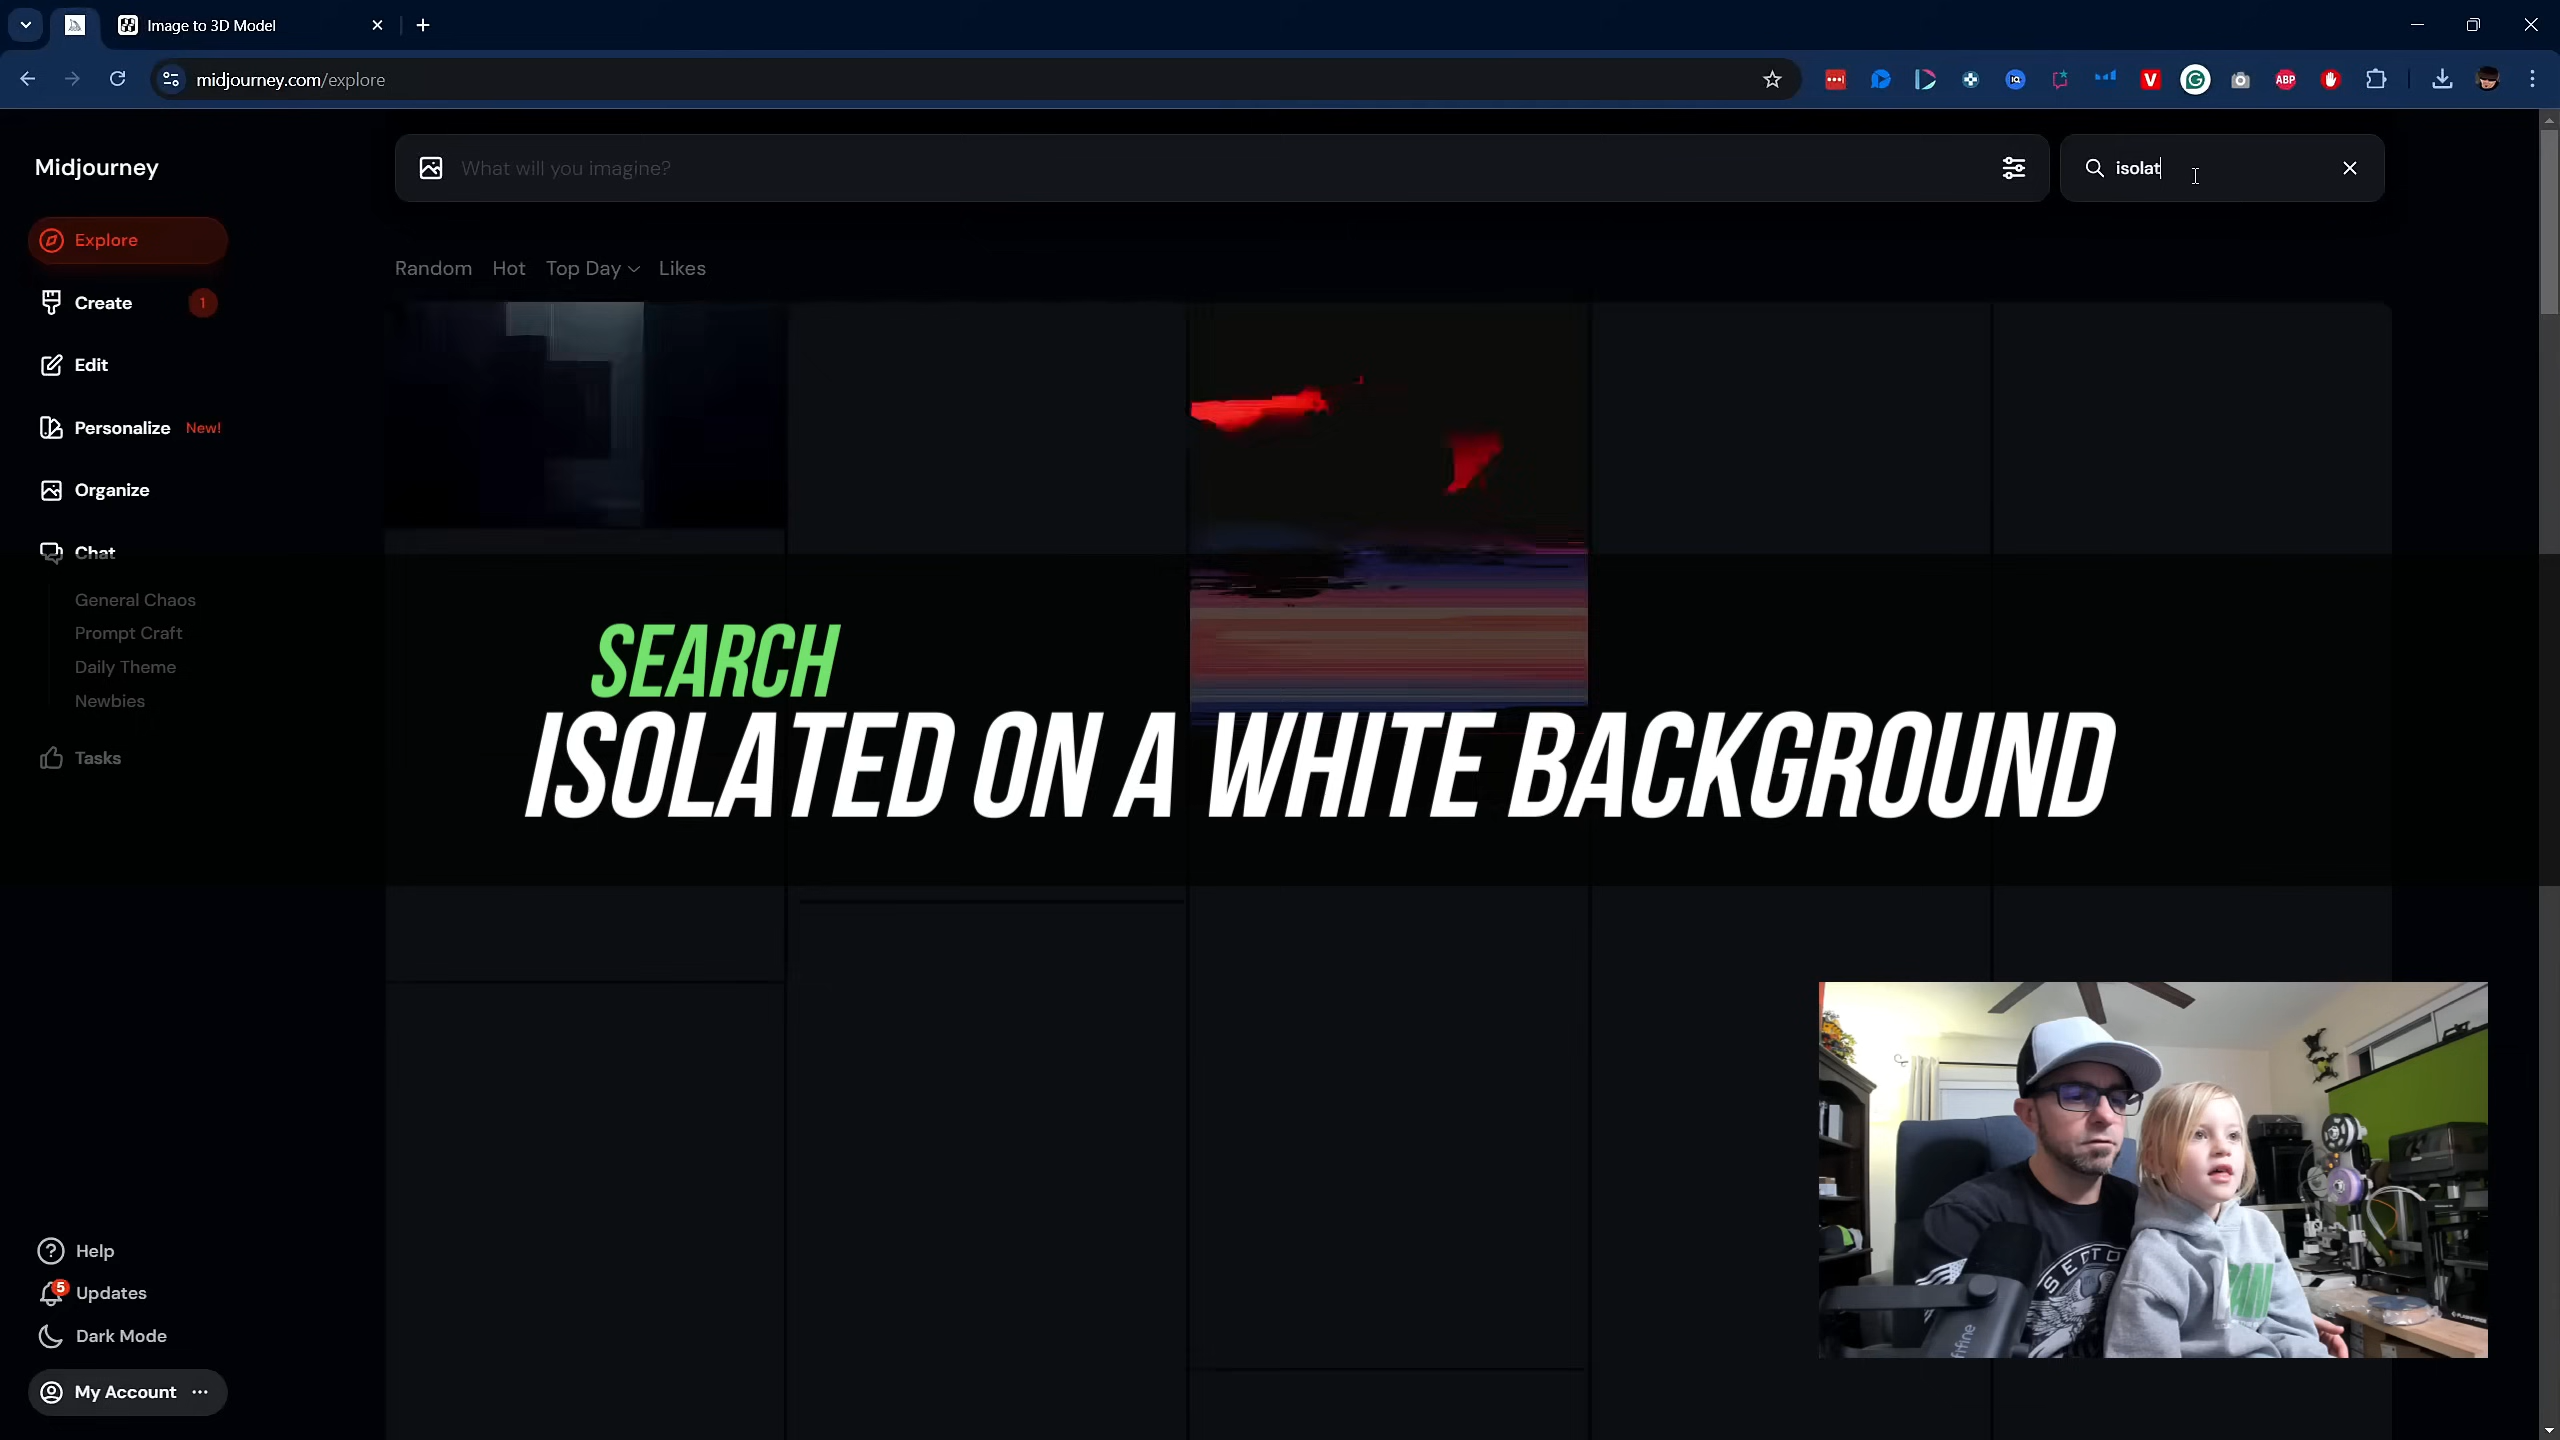 Image to 3D Model
midjourney.com/explore
ABP
Midjourney
What will you imagine?
isolat
Explore
Random Hot Top Day Likes
Create 1
Edit
Personalize New!
Organize
Chat
General Chaos
Prompt Craft
Daily Theme
Newbies
Tasks
SEARCH
ISOLATED ON A WHITE BACKGROUND
Help
5 Updates
Dark Mode
My Account